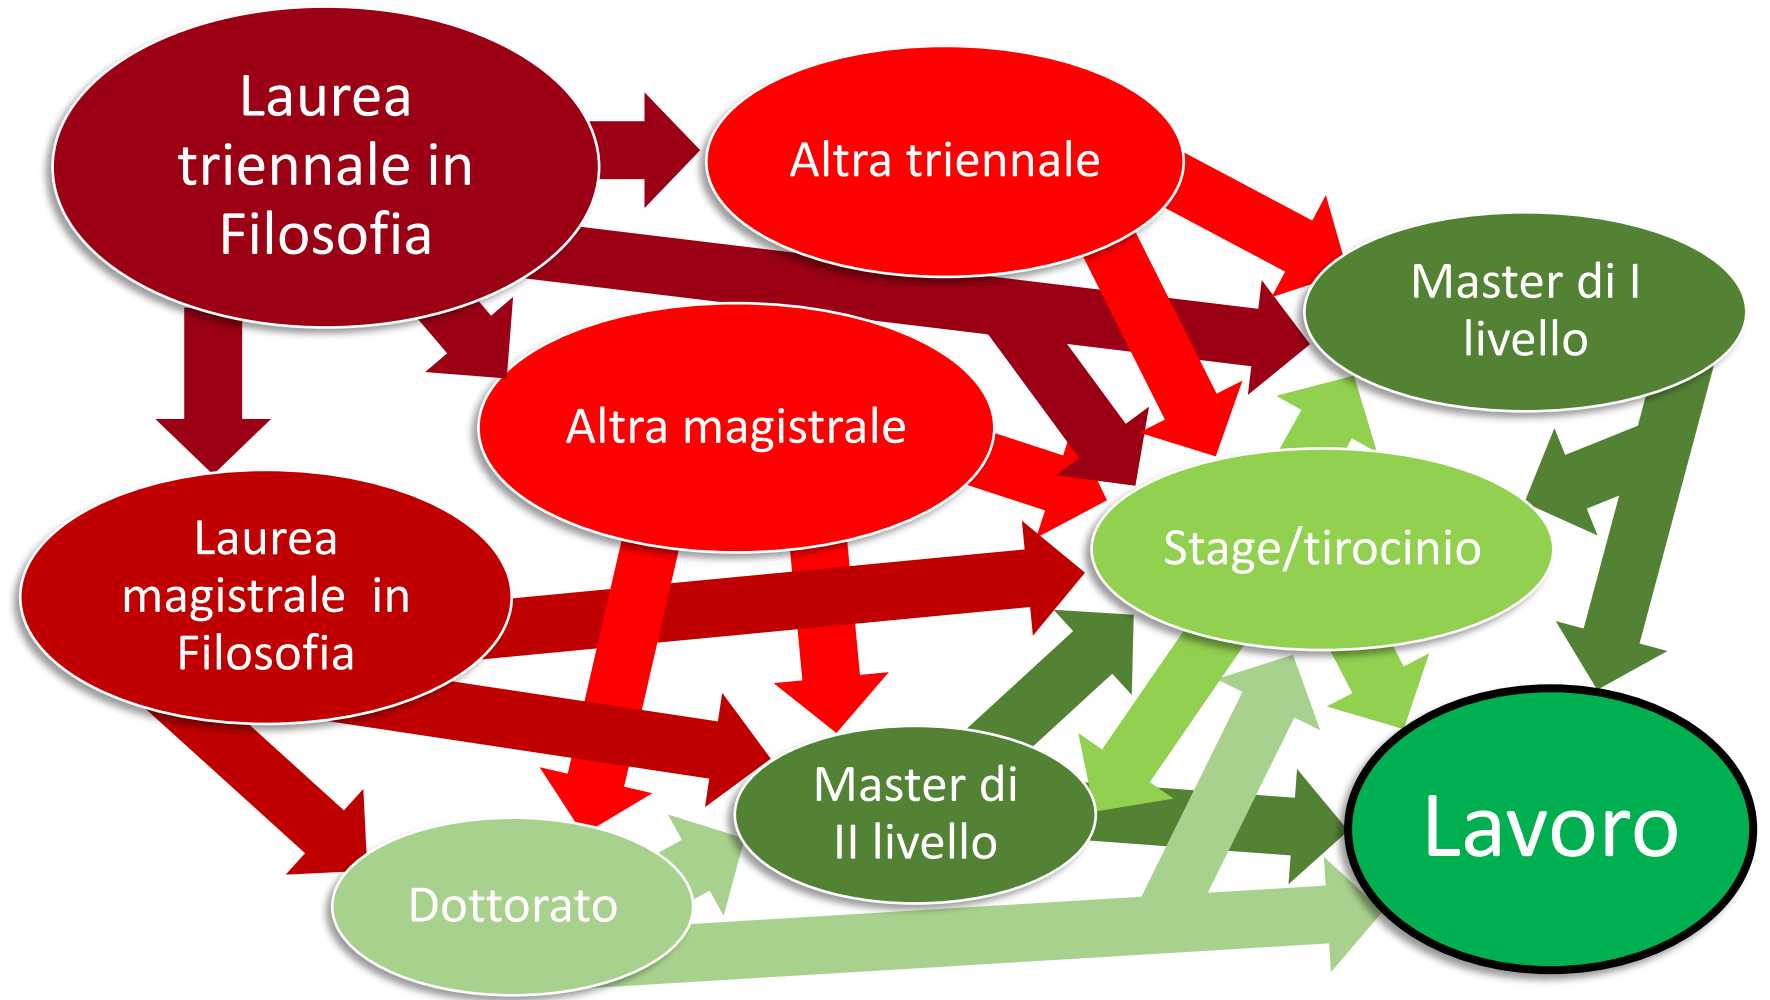 Laurea
triennale in
Filosofia
Altra triennale
Master di I
livello
Altra magistrale
Laurea
magistrale  in
Filosofia
Stage/tirocinio
Master di
II livello
Lavoro
Dottorato